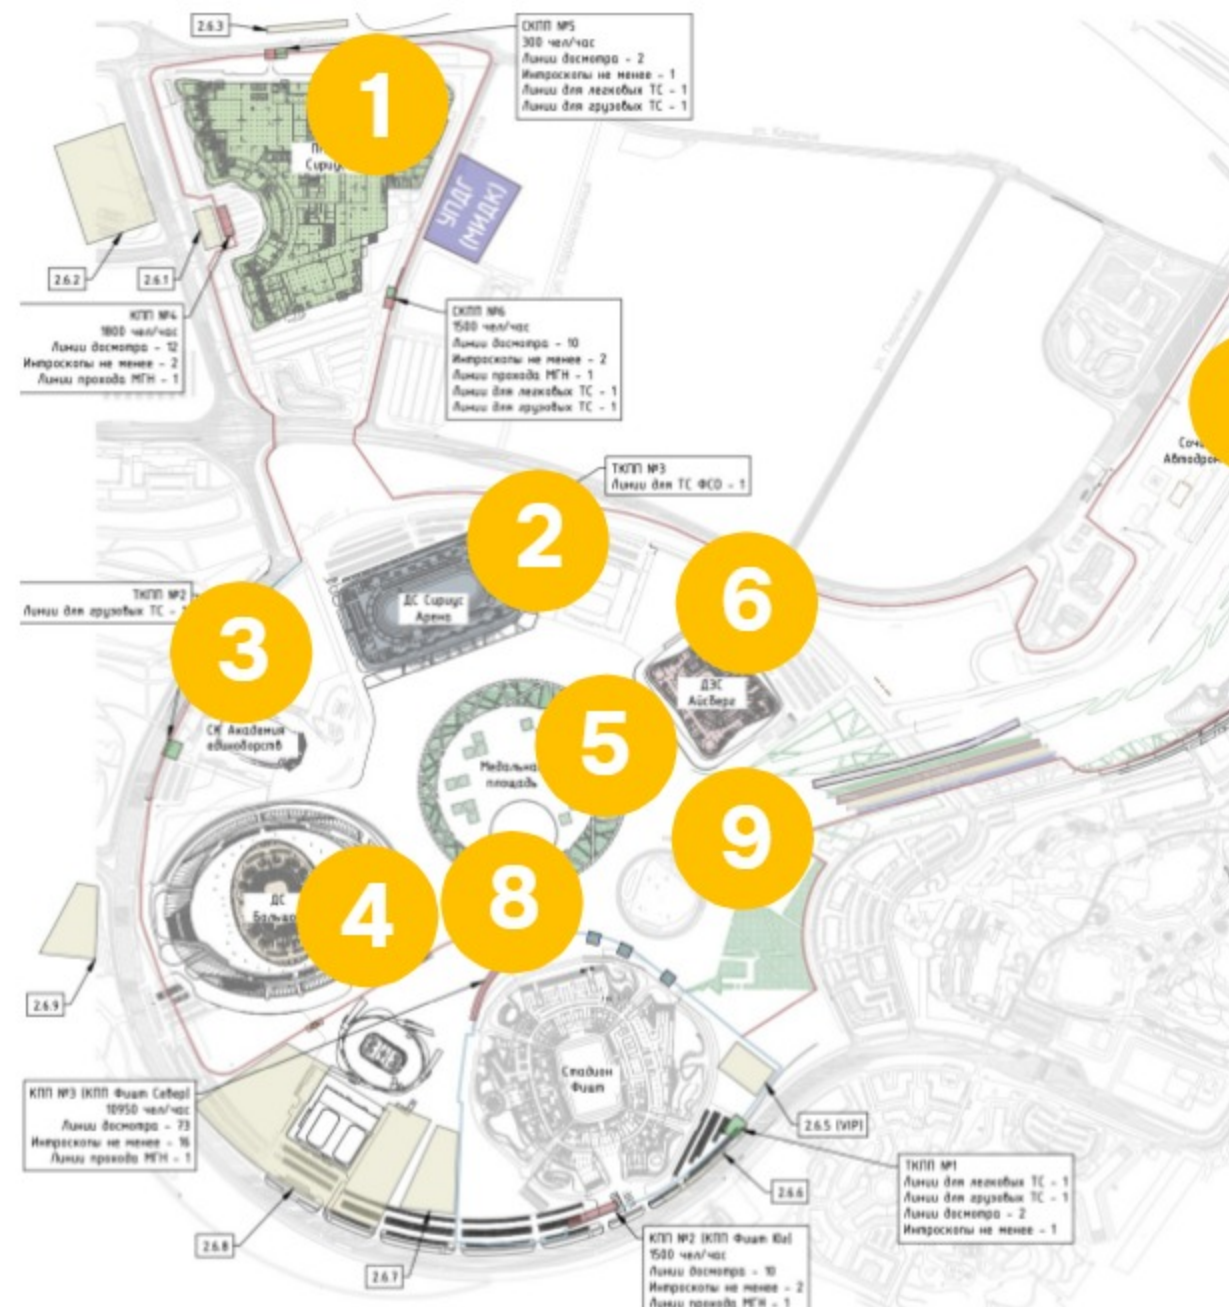 2.6.3
СКПП №5
300 чел/час
Линии досмотра - 2
Интроскопы не менее - 1
Линии для легковых ТС - 1
Линии для грузовых ТС - 1
1
Сириус
УПДГ
(МИДК)
2.6.2
2.6.1
КПП №4
1800 чел/час
Линии досмотра - 12
Интроскопы не менее - 2
Линии прохода МГН - 1
СКПП №6
1500 чел/час
Линии досмотра - 10
Интроскопы не менее - 2
Линии прохода МГН - 1
Линии для легковых ТС - 1
Линии для грузовых ТС - 1
ТКПП №3
Линии для ТС ФСО - 1
2
ДС Сириус
Арена
6
ДЗС
Айсберг
ТКПП №2
Линии для грузовых ТС -
3
СК Академия
единоборств
5
Медальна
площадь
9
4
ДС
8
2.6.9
Стадион
Фишт
КПП №3 (КПП Фишт Север)
10950 чел/час
Линии досмотра - 73
Интроскопы не менее - 16
Линии прохода МГН - 1
2.6.5 (VIP)
2.6.6
ТКПП №1
Линии для легковых ТС - 1
Линии для грузовых ТС - 1
Линии досмотра - 2
Интроскопы не менее - 1
2.6.8
2.6.7
КПП №2 (КПП Фишт Юг)
1500 чел/час
Линии досмотра - 10
Интроскопы не менее - 2
Линии прохода МГН - 1